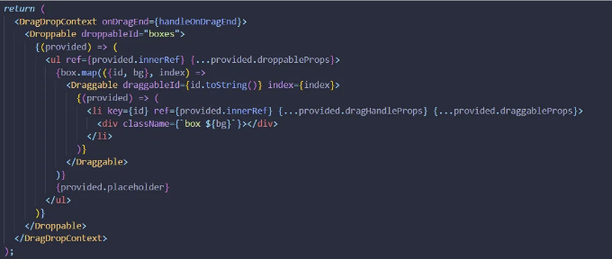 return (
  <DragDropContext onDragEnd={handleOnDragEnd}>
    <Droppable droppableId="boxes">
      {(provided) => (
        <ul ref={provided.innerRef} {...provided.droppableProps}>
          {box.map(({id, bg}, index) =>
            <Draggable draggableId={id.toString()} index={index}>
              {(provided) => (
                <li key={id} ref={provided.innerRef} {...provided.dragHandleProps} {...provided.draggableProps}>
                  <div className={`box ${bg}`}></div>
                </li>
              )}
            </Draggable>
          )}
          {provided.placeholder}
        </ul>
      )}
    </Droppable>
  </DragDropContext>
);